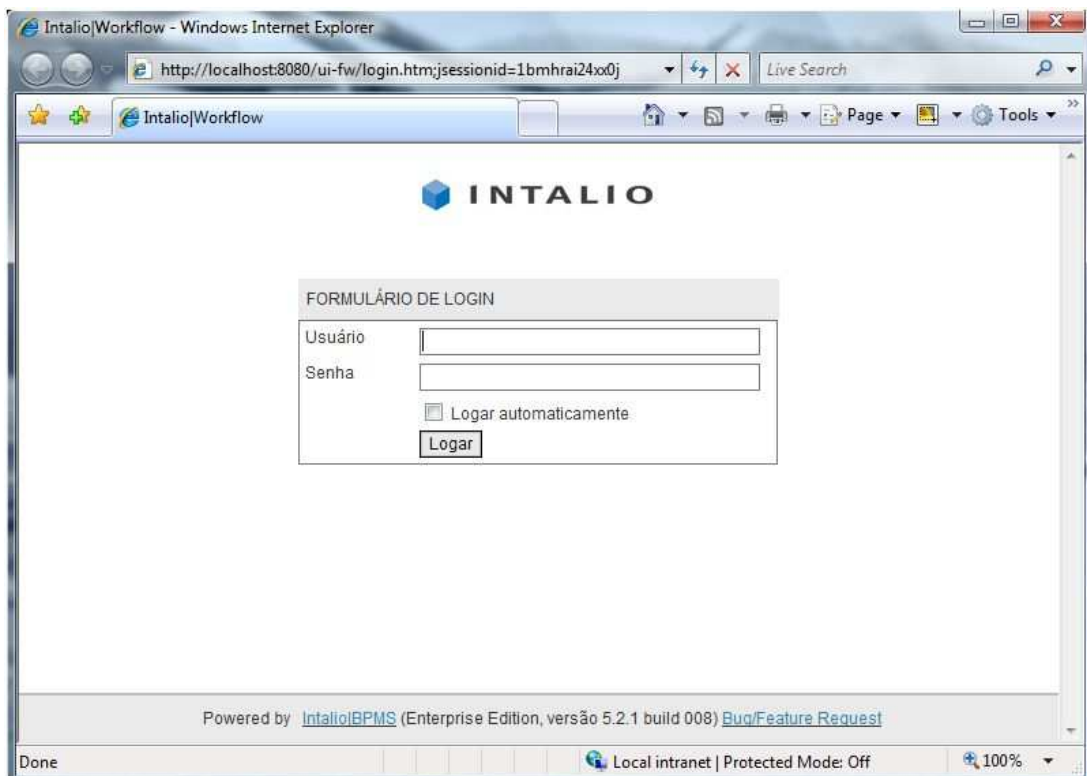 Intalio|Workflow - Windows Internet Explorer
http://localhost:8080/ui-fw/login.htm;jsessionid=1bmhrai24xx0j
Live Search
Intalio|Workflow
Page
Tools
INTALIO
FORMULÁRIO DE LOGIN
Usuário
Senha
Logar automaticamente
Logar
Powered by Intalio|BPMS (Enterprise Edition, versão 5.2.1 build 008) Bug/Feature Request
Done
Local intranet | Protected Mode: Off
100%